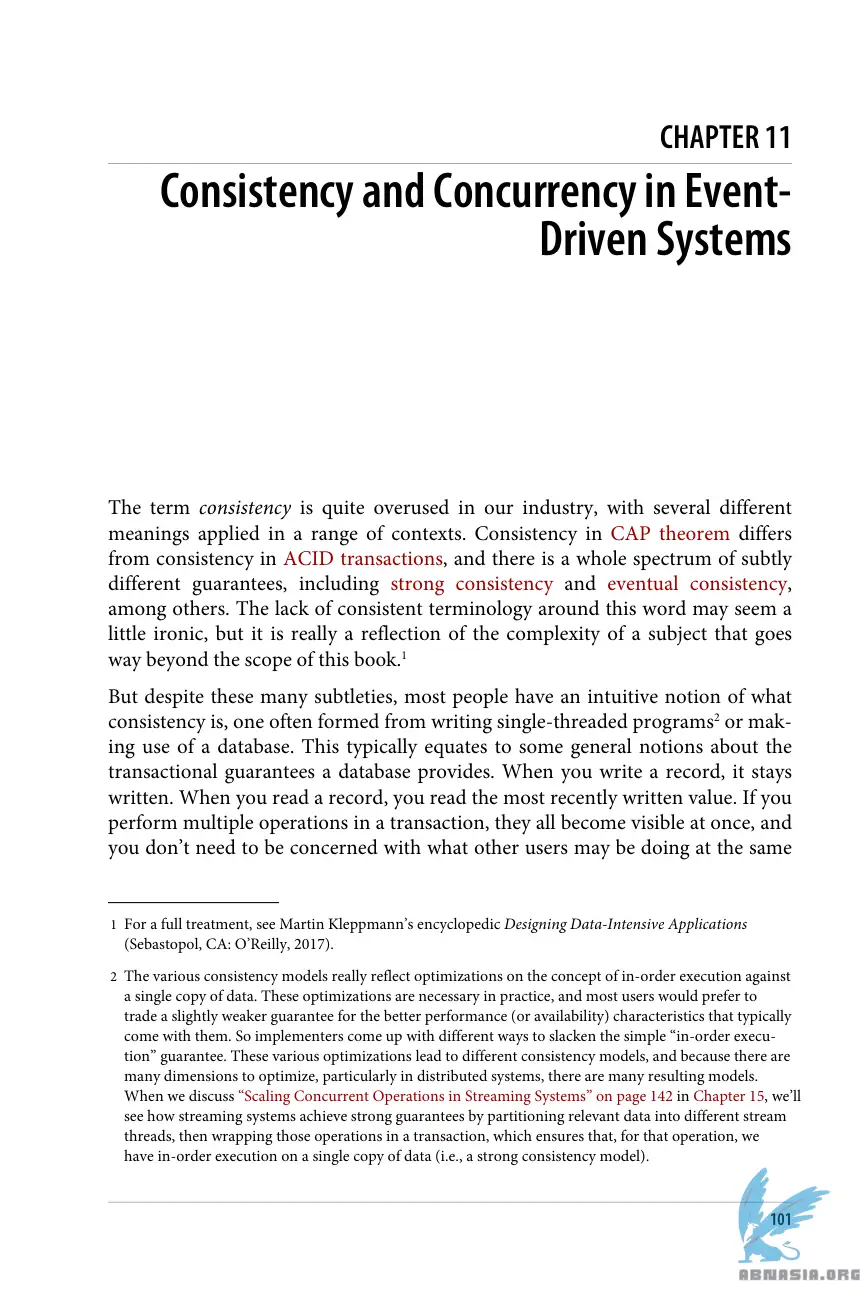 CHAPTER 11
Consistency and Concurrency in Event-
Driven Systems
The term consistency is quite overused in our industry, with several different
meanings applied in a range of contexts. Consistency in CAP theorem differs
from consistency in ACID transactions, and there is a whole spectrum of subtly
different guarantees, including strong consistency and eventual consistency,
among others. The lack of consistent terminology around this word may seem a
little ironic, but it is really a reflection of the complexity of a subject that goes
way beyond the scope of this book.1
But despite these many subtleties, most people have an intuitive notion of what
consistency is, one often formed from writing single-threaded programs2 or mak-
ing use of a database. This typically equates to some general notions about the
transactional guarantees a database provides. When you write a record, it stays
written. When you read a record, you read the most recently written value. If you
perform multiple operations in a transaction, they all become visible at once, and
you don’t need to be concerned with what other users may be doing at the same
1 For a full treatment, see Martin Kleppmann’s encyclopedic Designing Data-Intensive Applications
(Sebastopol, CA: O’Reilly, 2017).
2 The various consistency models really reflect optimizations on the concept of in-order execution against
a single copy of data. These optimizations are necessary in practice, and most users would prefer to
trade a slightly weaker guarantee for the better performance (or availability) characteristics that typically
come with them. So implementers come up with different ways to slacken the simple “in-order execu-
tion” guarantee. These various optimizations lead to different consistency models, and because there are
many dimensions to optimize, particularly in distributed systems, there are many resulting models.
When we discuss “Scaling Concurrent Operations in Streaming Systems” on page 142 in Chapter 15, we’ll
see how streaming systems achieve strong guarantees by partitioning relevant data into different stream
threads, then wrapping those operations in a transaction, which ensures that, for that operation, we
have in-order execution on a single copy of data (i.e., a strong consistency model).
101
ABNASIA.ORG